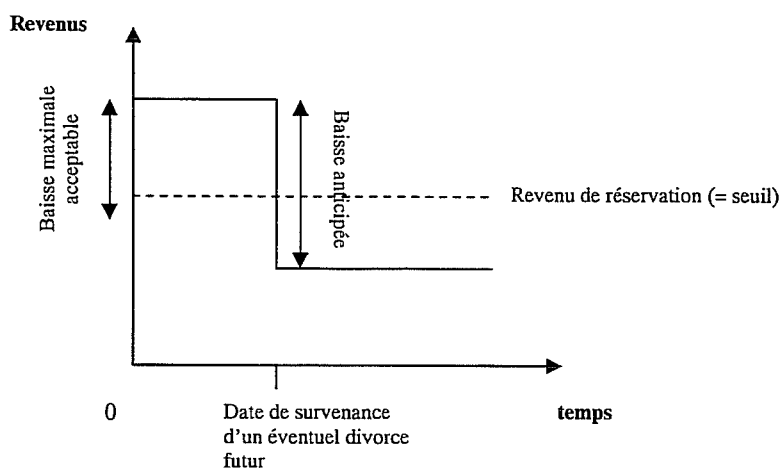 Revenus
Baisse maximale
acceptable
Baisse anticipée
Revenu de réservation (= seuil)
0
Date de survenance
d'un éventuel divorce
futur
temps